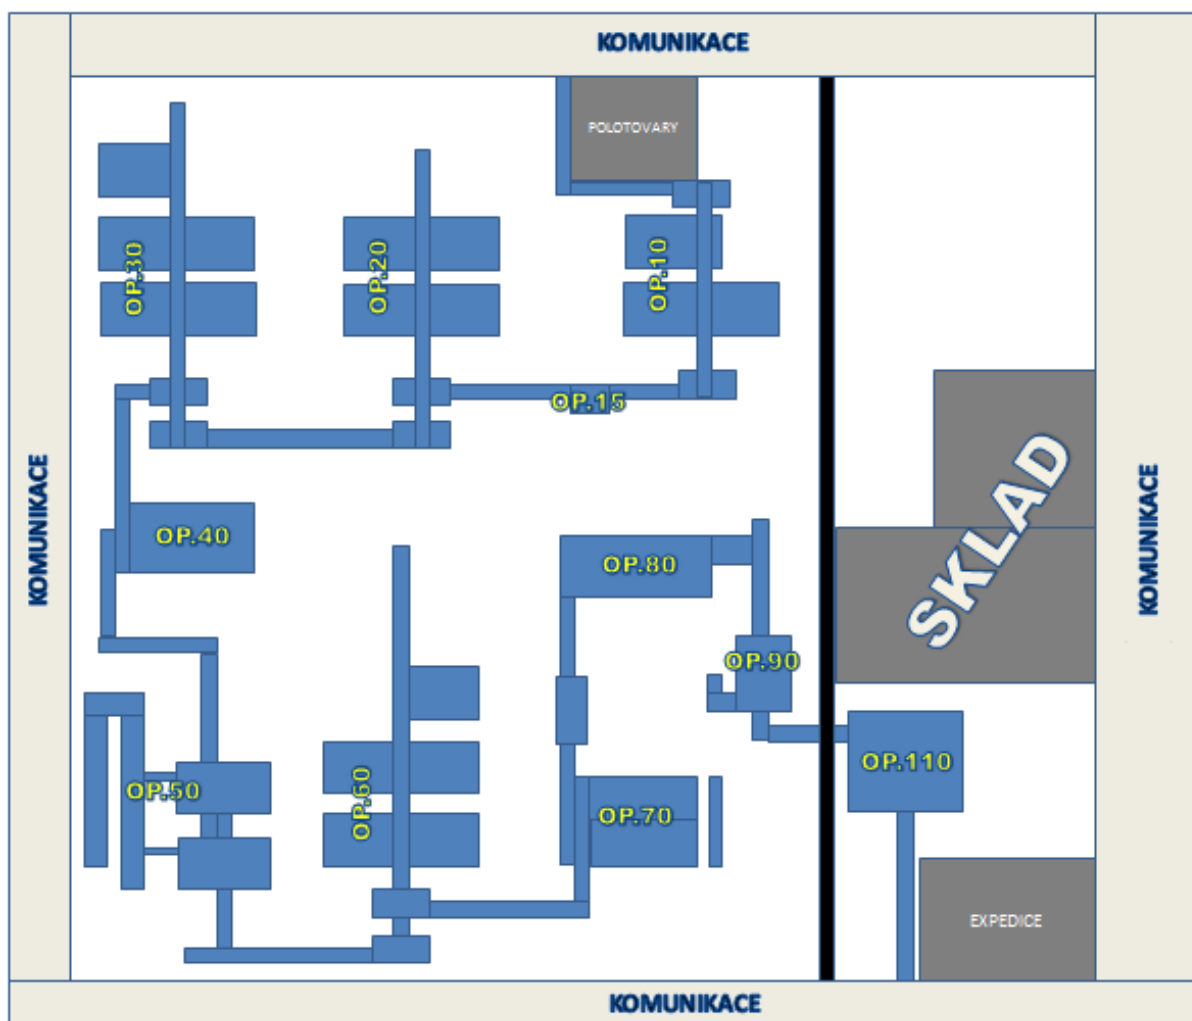 KOMUNIKACE
POLOTOVARY
OP.30
OP.20
OP.10
OP.15
KOMUNIKACE
KOMUNIKACE
SKLAD
OP.40
OP.80
OP.90
OP.50
OP.60
OP.70
OP.110
EXPEDICE
KOMUNIKACE